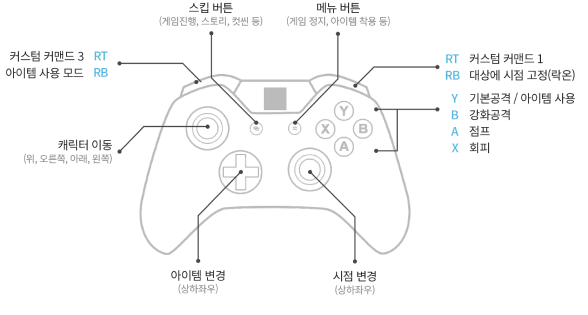 스킵 버튼
(게임진행, 스토리, 컷씬 등)
메뉴 버튼
(게임 정지, 아이템 착용 등)
커스텀 커맨드 3 RT
아이템 사용 모드 RB
RT 커스텀 커맨드 1
RB 대상에 시점 고정(락온)
Y 기본공격 / 아이템 사용
B 강화공격
A 점프
X 회피
캐릭터 이동
(위, 오른쪽, 아래, 왼쪽)
Y
X
B
A
아이템 변경
(상하좌우)
시점 변경
(상하좌우)